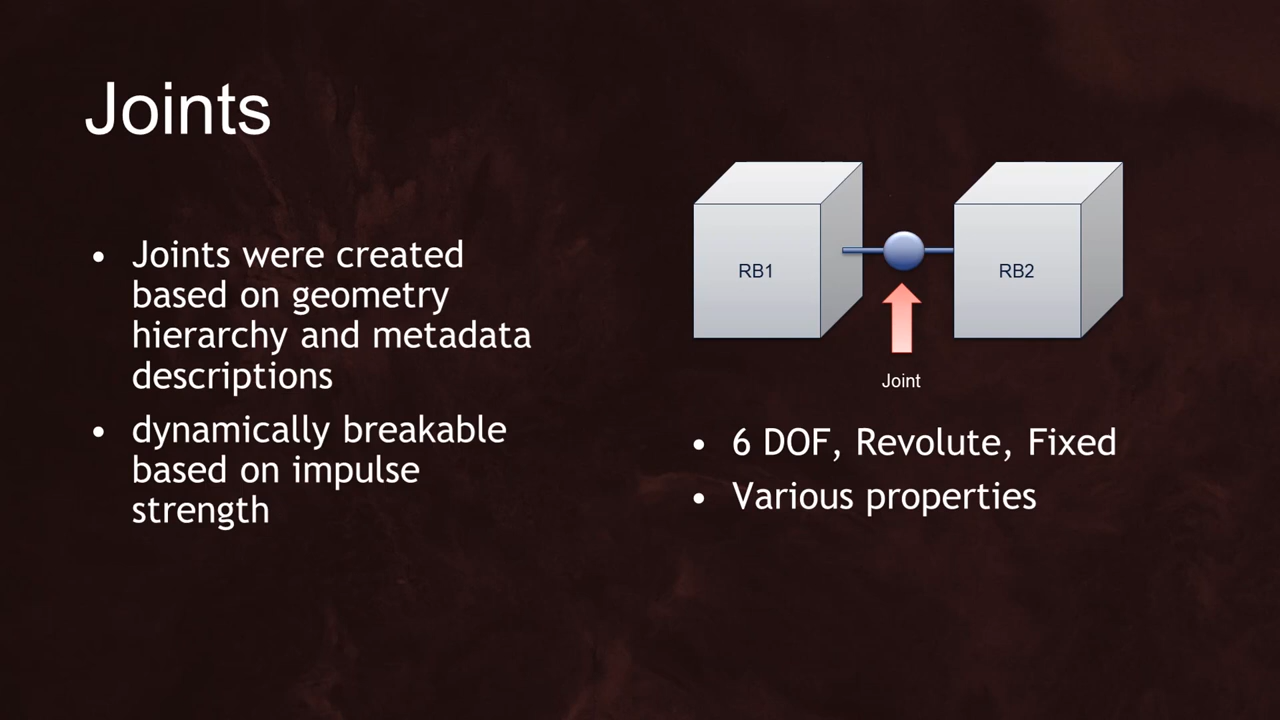 Joints
• Joints were created
based on geometry
hierarchy and metadata
descriptions
• dynamically breakable
based on impulse
strength
RB1
RB2
Joint
• 6 DOF, Revolute, Fixed
• Various properties